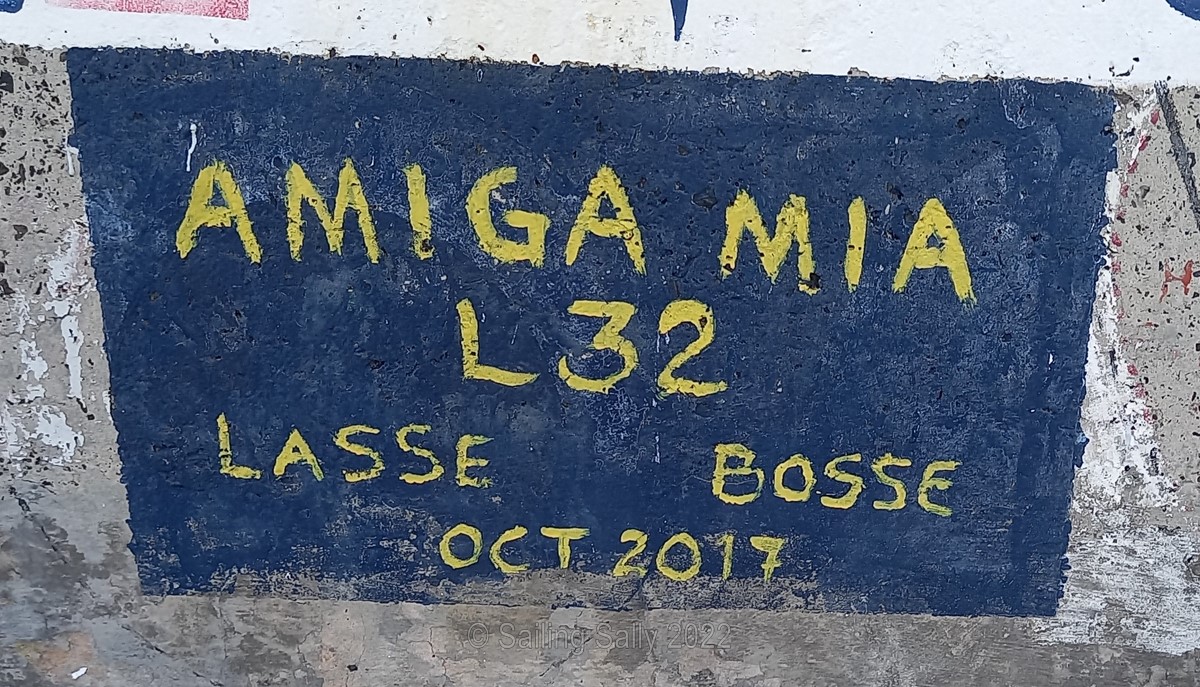 AMIGA MIA
L32
LASSE BOSSE
OCT 2017
H
© Sailing Sally 2022